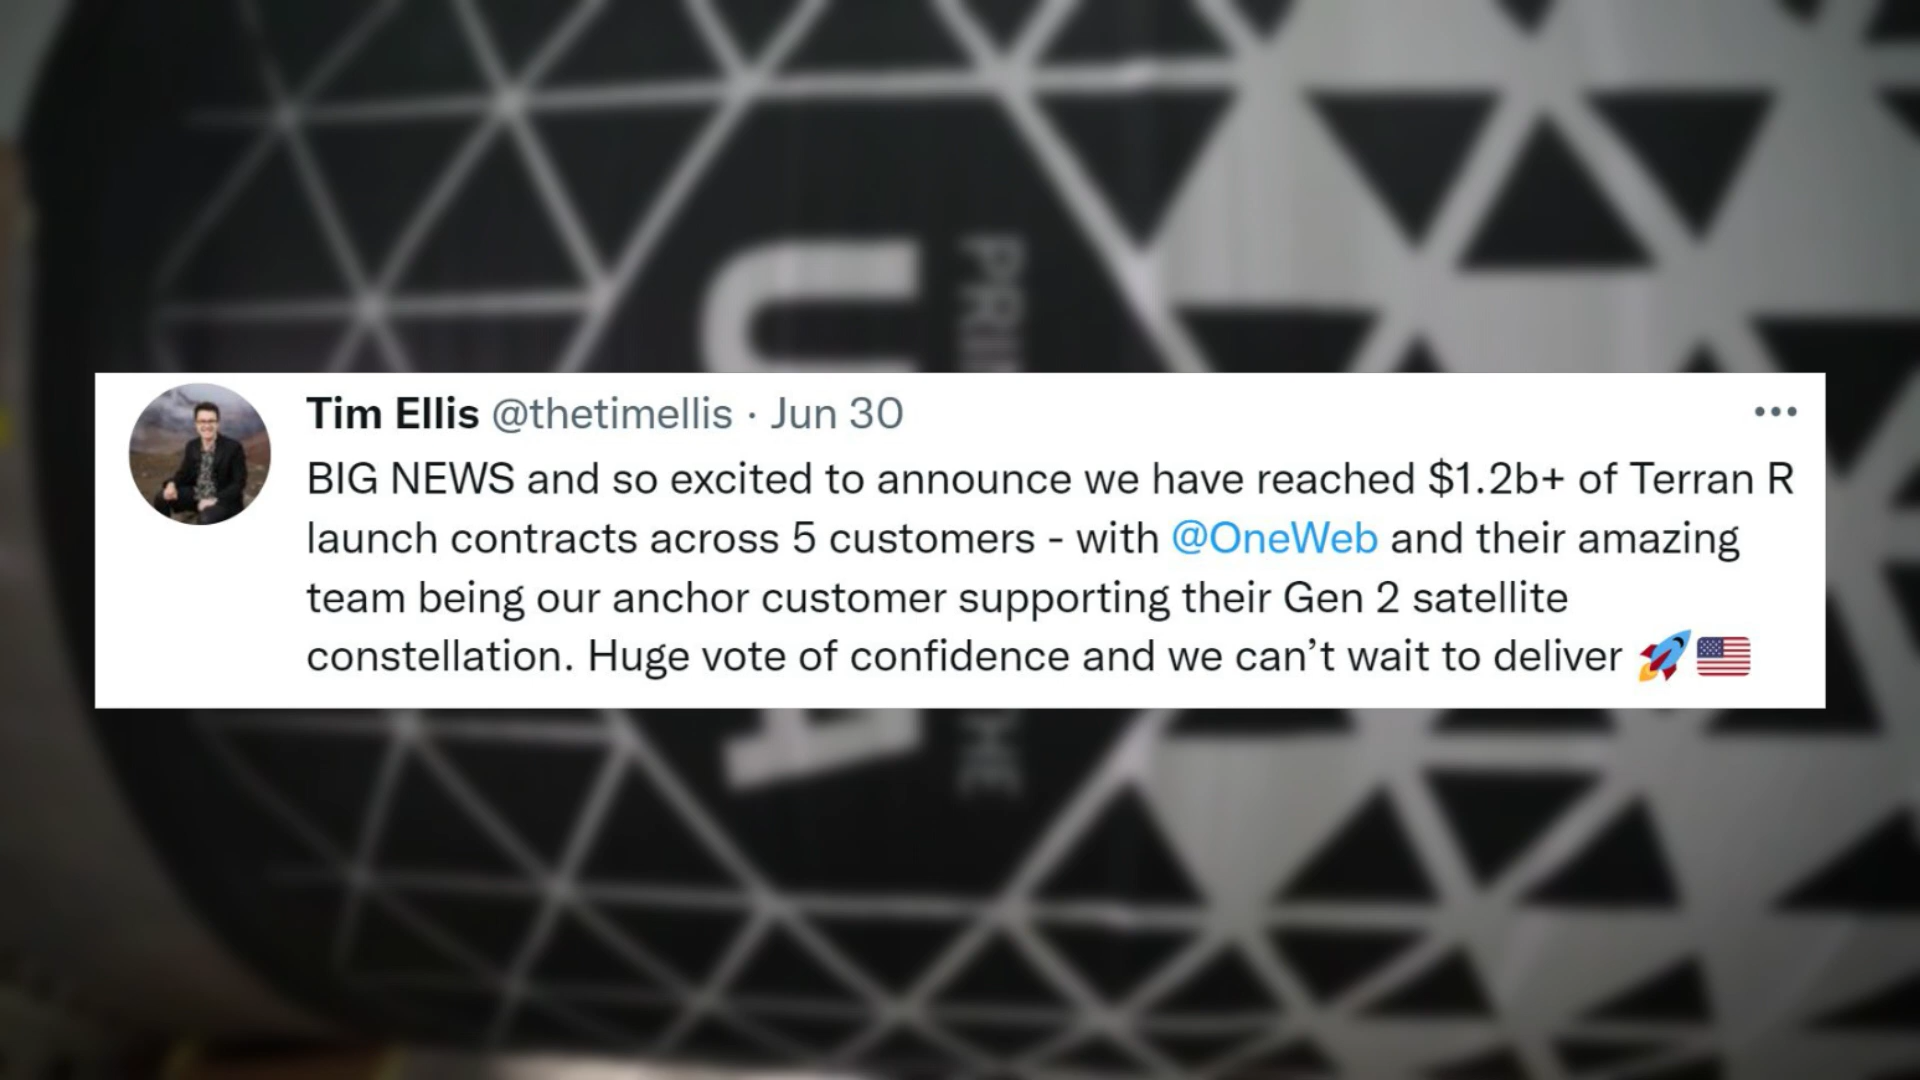 Tim Ellis @thetimellis · Jun 30
BIG NEWS and so excited to announce we have reached $1.2b+ of Terran R
launch contracts across 5 customers - with @OneWeb and their amazing
team being our anchor customer supporting their Gen 2 satellite
constellation. Huge vote of confidence and we can’t wait to deliver 🚀🇺🇸